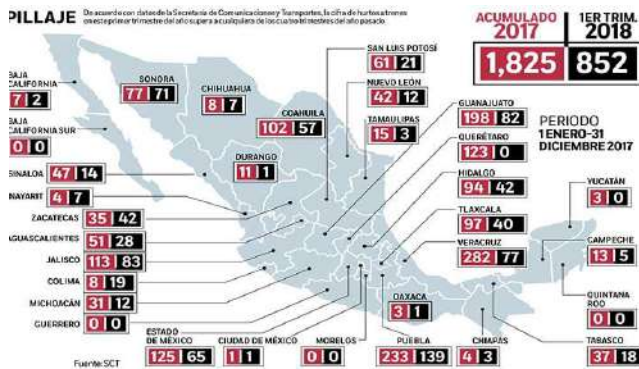 PILLAJE
De acuerdo con datos de la Secretaría de Comunicaciones y Transportes, la cifra de hurtos a trenes
en este primer trimestre del año supera a cualquiera de los cuatro trimestres del año pasado
ACUMULADO
2017
1ER TRIM.
2018
1,825 852
BAJA
CALIFORNIA
7 2
BAJA
CALIFORNIA SUR
0 0
SONORA
77 71
CHIHUAHUA
8 7
COAHUILA
102 57
DURANGO
11 1
SAN LUIS POTOSÍ
61 21
NUEVO LEÓN
42 12
TAMAULIPAS
15 3
GUANAJUATO
198 82
QUERÉTARO
123 0
HIDALGO
94 42
TLAXCALA
97 40
VERACRUZ
282 77
PERIODO
1 ENERO-31
DICIEMBRE 2017
YUCATÁN
3 0
CAMPECHE
13 5
QUINTANA
ROO
0 0
TABASCO
37 18
SINALOA 47 14
NAYARIT 4 7
ZACATECAS 35 42
AGUASCALIENTES 51 28
JALISCO 113 83
COLIMA 8 19
MICHOACÁN 31 12
GUERRERO 0 0
ESTADO
DE MÉXICO
125 65
CIUDAD DE MÉXICO
1 1
MORELOS
0 0
PUEBLA
233 139
OAXACA
3 1
CHIAPAS
4 3
Fuente: SCT